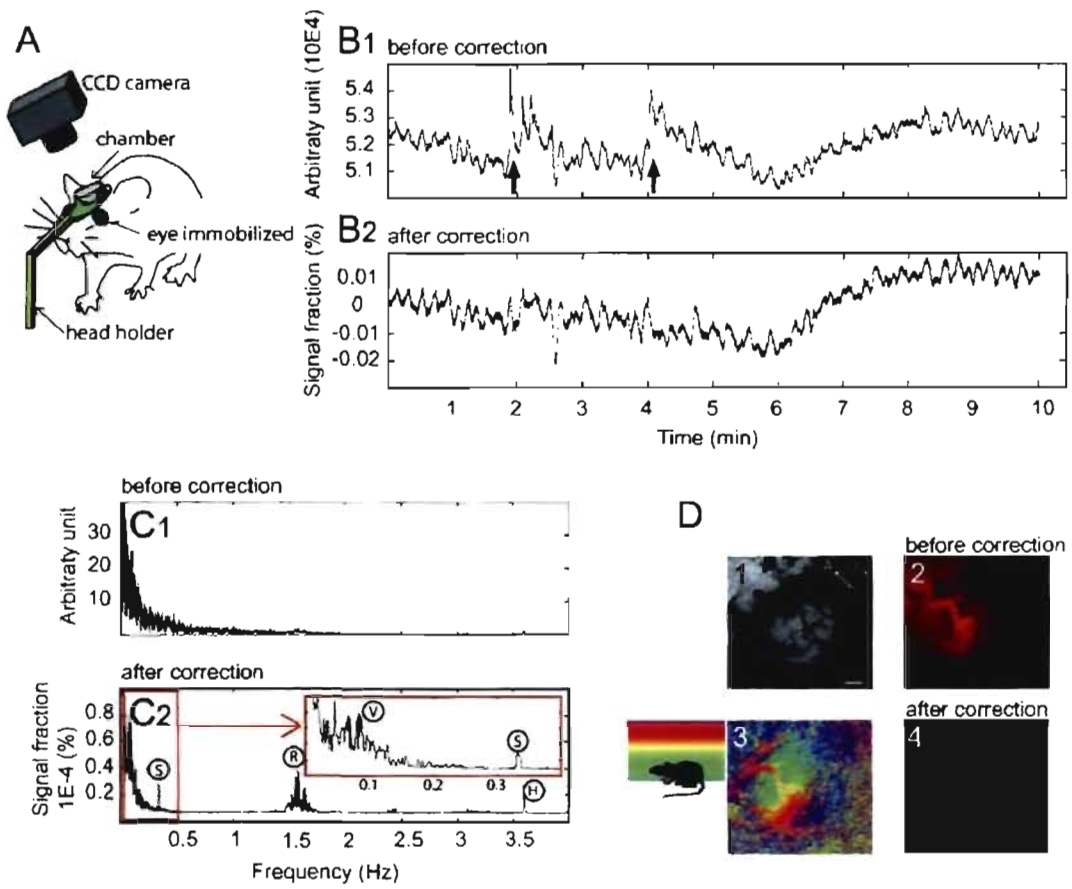 A
CCD camera
chamber
eye immobilized
head holder
B1 before correction
Arbitraty unit (10E4)
5.4
5.3
5.2
5.1
B2 after correction
Signal fraction (%)
0.01
0
-0.01
-0.02
1 2 3 4 5 6 7 8 9 10
Time (min)
before correction
C1
Arbitraty unit
30
20
10
after correction
C2
Signal fraction
1E-4 (%)
0.8
0.6
0.4
0.2
S
R
V
S
H
0.1 0.2 0.3
0.5 1 1.5 2 2.5 3 3.5
Frequency (Hz)
D
1
before correction
2
3
after correction
4